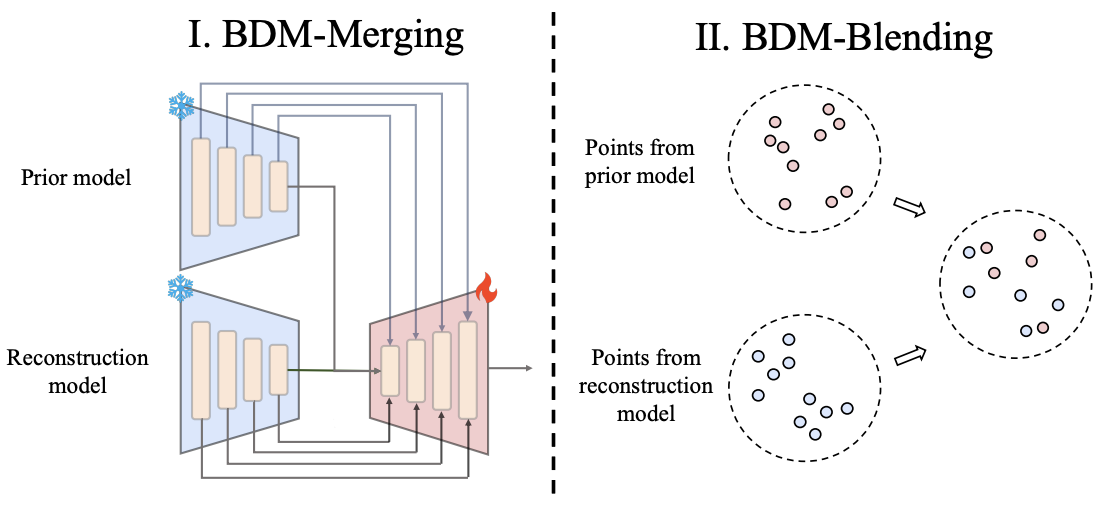 I. BDM-Merging
Prior model
Reconstruction
model
II. BDM-Blending
Points from
prior model
Points from
reconstruction
model